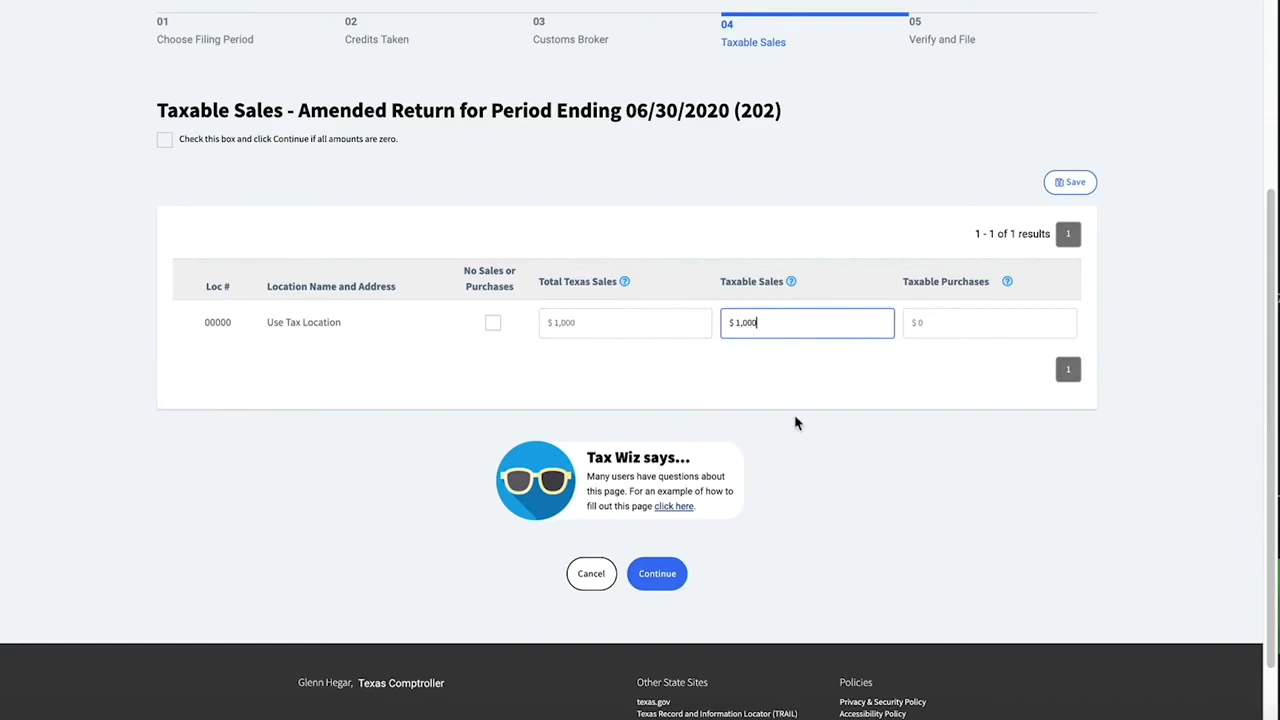 01
Choose Filing Period
02
Credits Taken
03
Customs Broker
04
Taxable Sales
05
Verify and File
Taxable Sales - Amended Return for Period Ending 06/30/2020 (202)
Check this box and click Continue if all amounts are zero.
Save
1 - 1 of 1 results 1
Loc #
Location Name and Address
No Sales or
Purchases
Total Texas Sales ?
Taxable Sales ?
Taxable Purchases ?
00000
Use Tax Location
$ 1,000
$ 1,000
$ 0
1
Tax Wiz says...
Many users have questions about
this page. For an example of how to
fill out this page click here.
Cancel
Continue
Glenn Hegar, Texas Comptroller
Other State Sites
texas.gov
Texas Record and Information Locator (TRAIL)
Policies
Privacy & Security Policy
Accessibility Policy